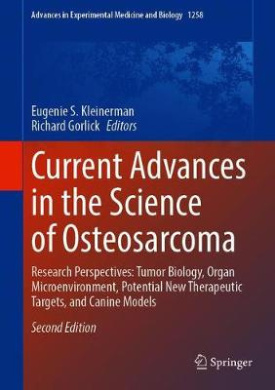 Advances in Experimental Medicine and Biology 1258
Eugenie S. Kleinerman
Richard Gorlick Editors
Current Advances
in the Science
of Osteosarcoma
Research Perspectives: Tumor Biology, Organ
Microenvironment, Potential New Therapeutic
Targets, and Canine Models
Second Edition
Springer